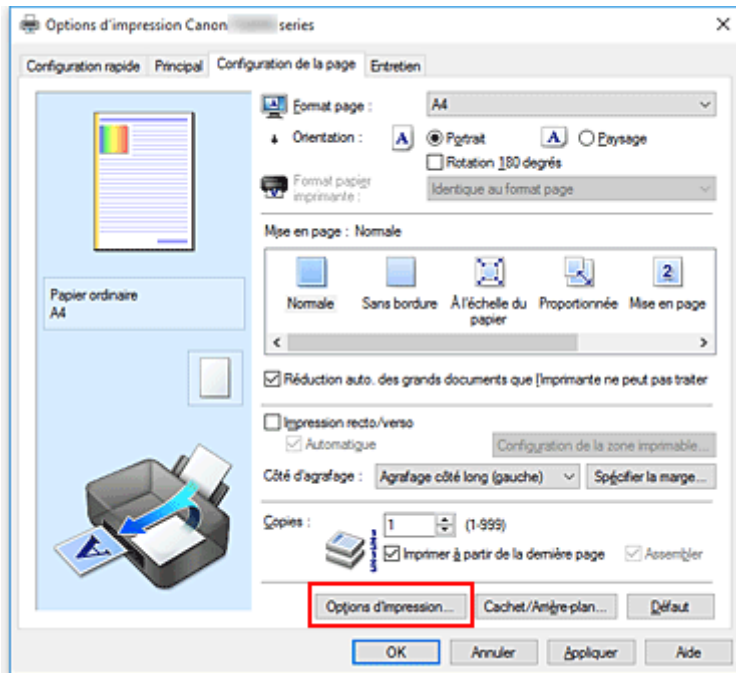 Options d'impression Canon series
Configuration rapide Principal Configuration de la page Entretien
Format page : A4
Orientation : A Portrait A Paysage
Rotation 180 degrés
Format papier imprimante : Identique au format page
Mise en page : Normale
2
Normale Sans bordure À l'échelle du papier Proportionnée Mise en page
Papier ordinaire
A4
Réduction auto. des grands documents que l'imprimante ne peut pas traiter
Impression recto/verso
Automatique Configuration de la zone imprimable...
Côté d'agrafage : Agrafage côté long (gauche) Spécifier la marge...
Copies : 1 (1-999)
Imprimer à partir de la dernière page Assembler
A
Options d'impression... Cachet/Arrière-plan... Défaut
OK Annuler Appliquer Aide